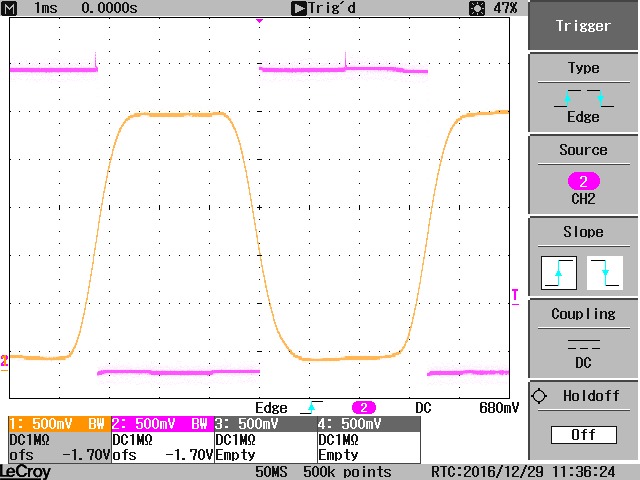 M 1ms 0.0000s Trig'd 47%
Trigger
Type
Edge
Source
2
CH2
Slope
T
Coupling
DC
2
Holdoff
Off
Edge 2 DC 680mV
1: 500mV BW 2: 500mV BW 3: 500mV 4: 500mV
DC1MΩ DC1MΩ DC1MΩ DC1MΩ
ofs -1.70V ofs -1.70V Empty Empty
LeCroy 50MS 500k points RTC:2016/12/29 11:36:24